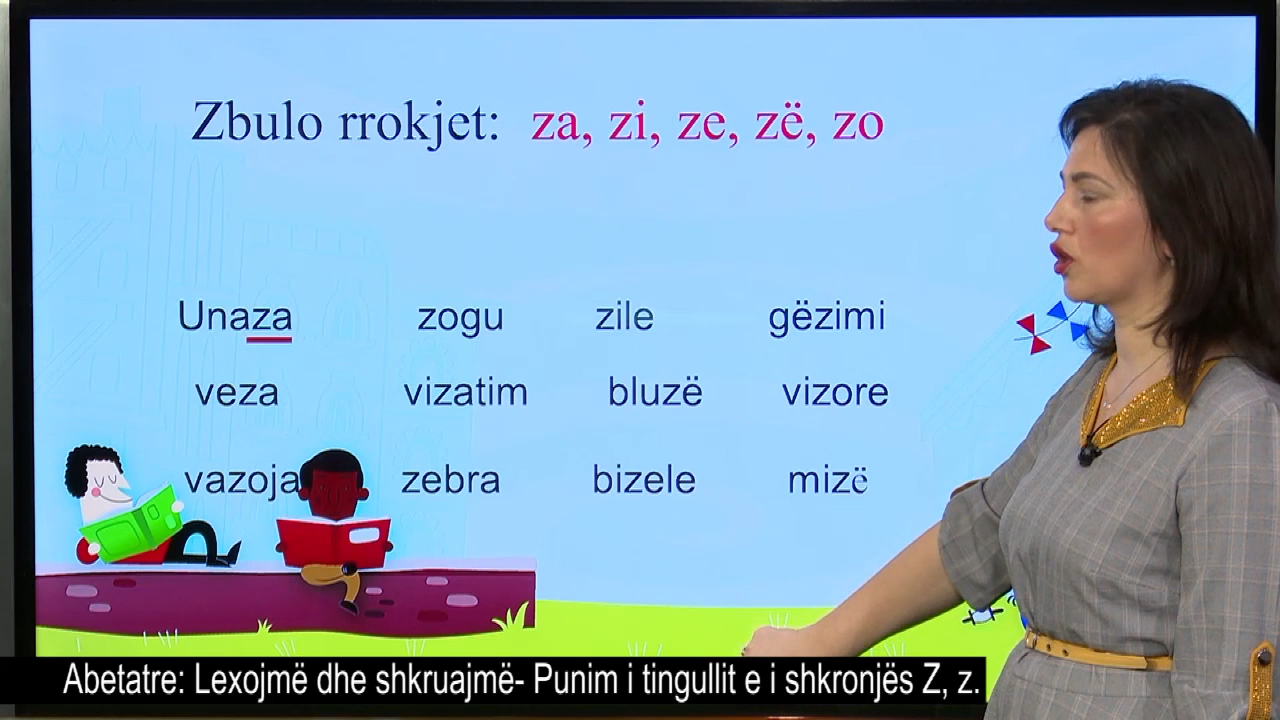 Zbulo rrokjet: za, zi, ze, zë, zo
Unaza zogu zile gëzimi
veza vizatim bluzë vizore
vazoja zebra bizele mizë
Abetatre: Lexojmë dhe shkruajmë- Punim i tingullit e i shkronjës Z, z.